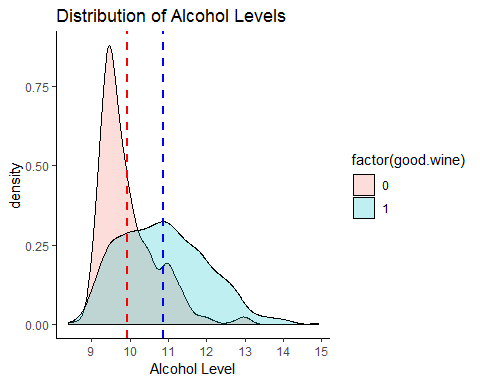 Distribution of Alcohol Levels
0.75
0.50
0.25
0.00
density
9 10 11 12 13 14 15
Alcohol Level
factor(good.wine)
0
1